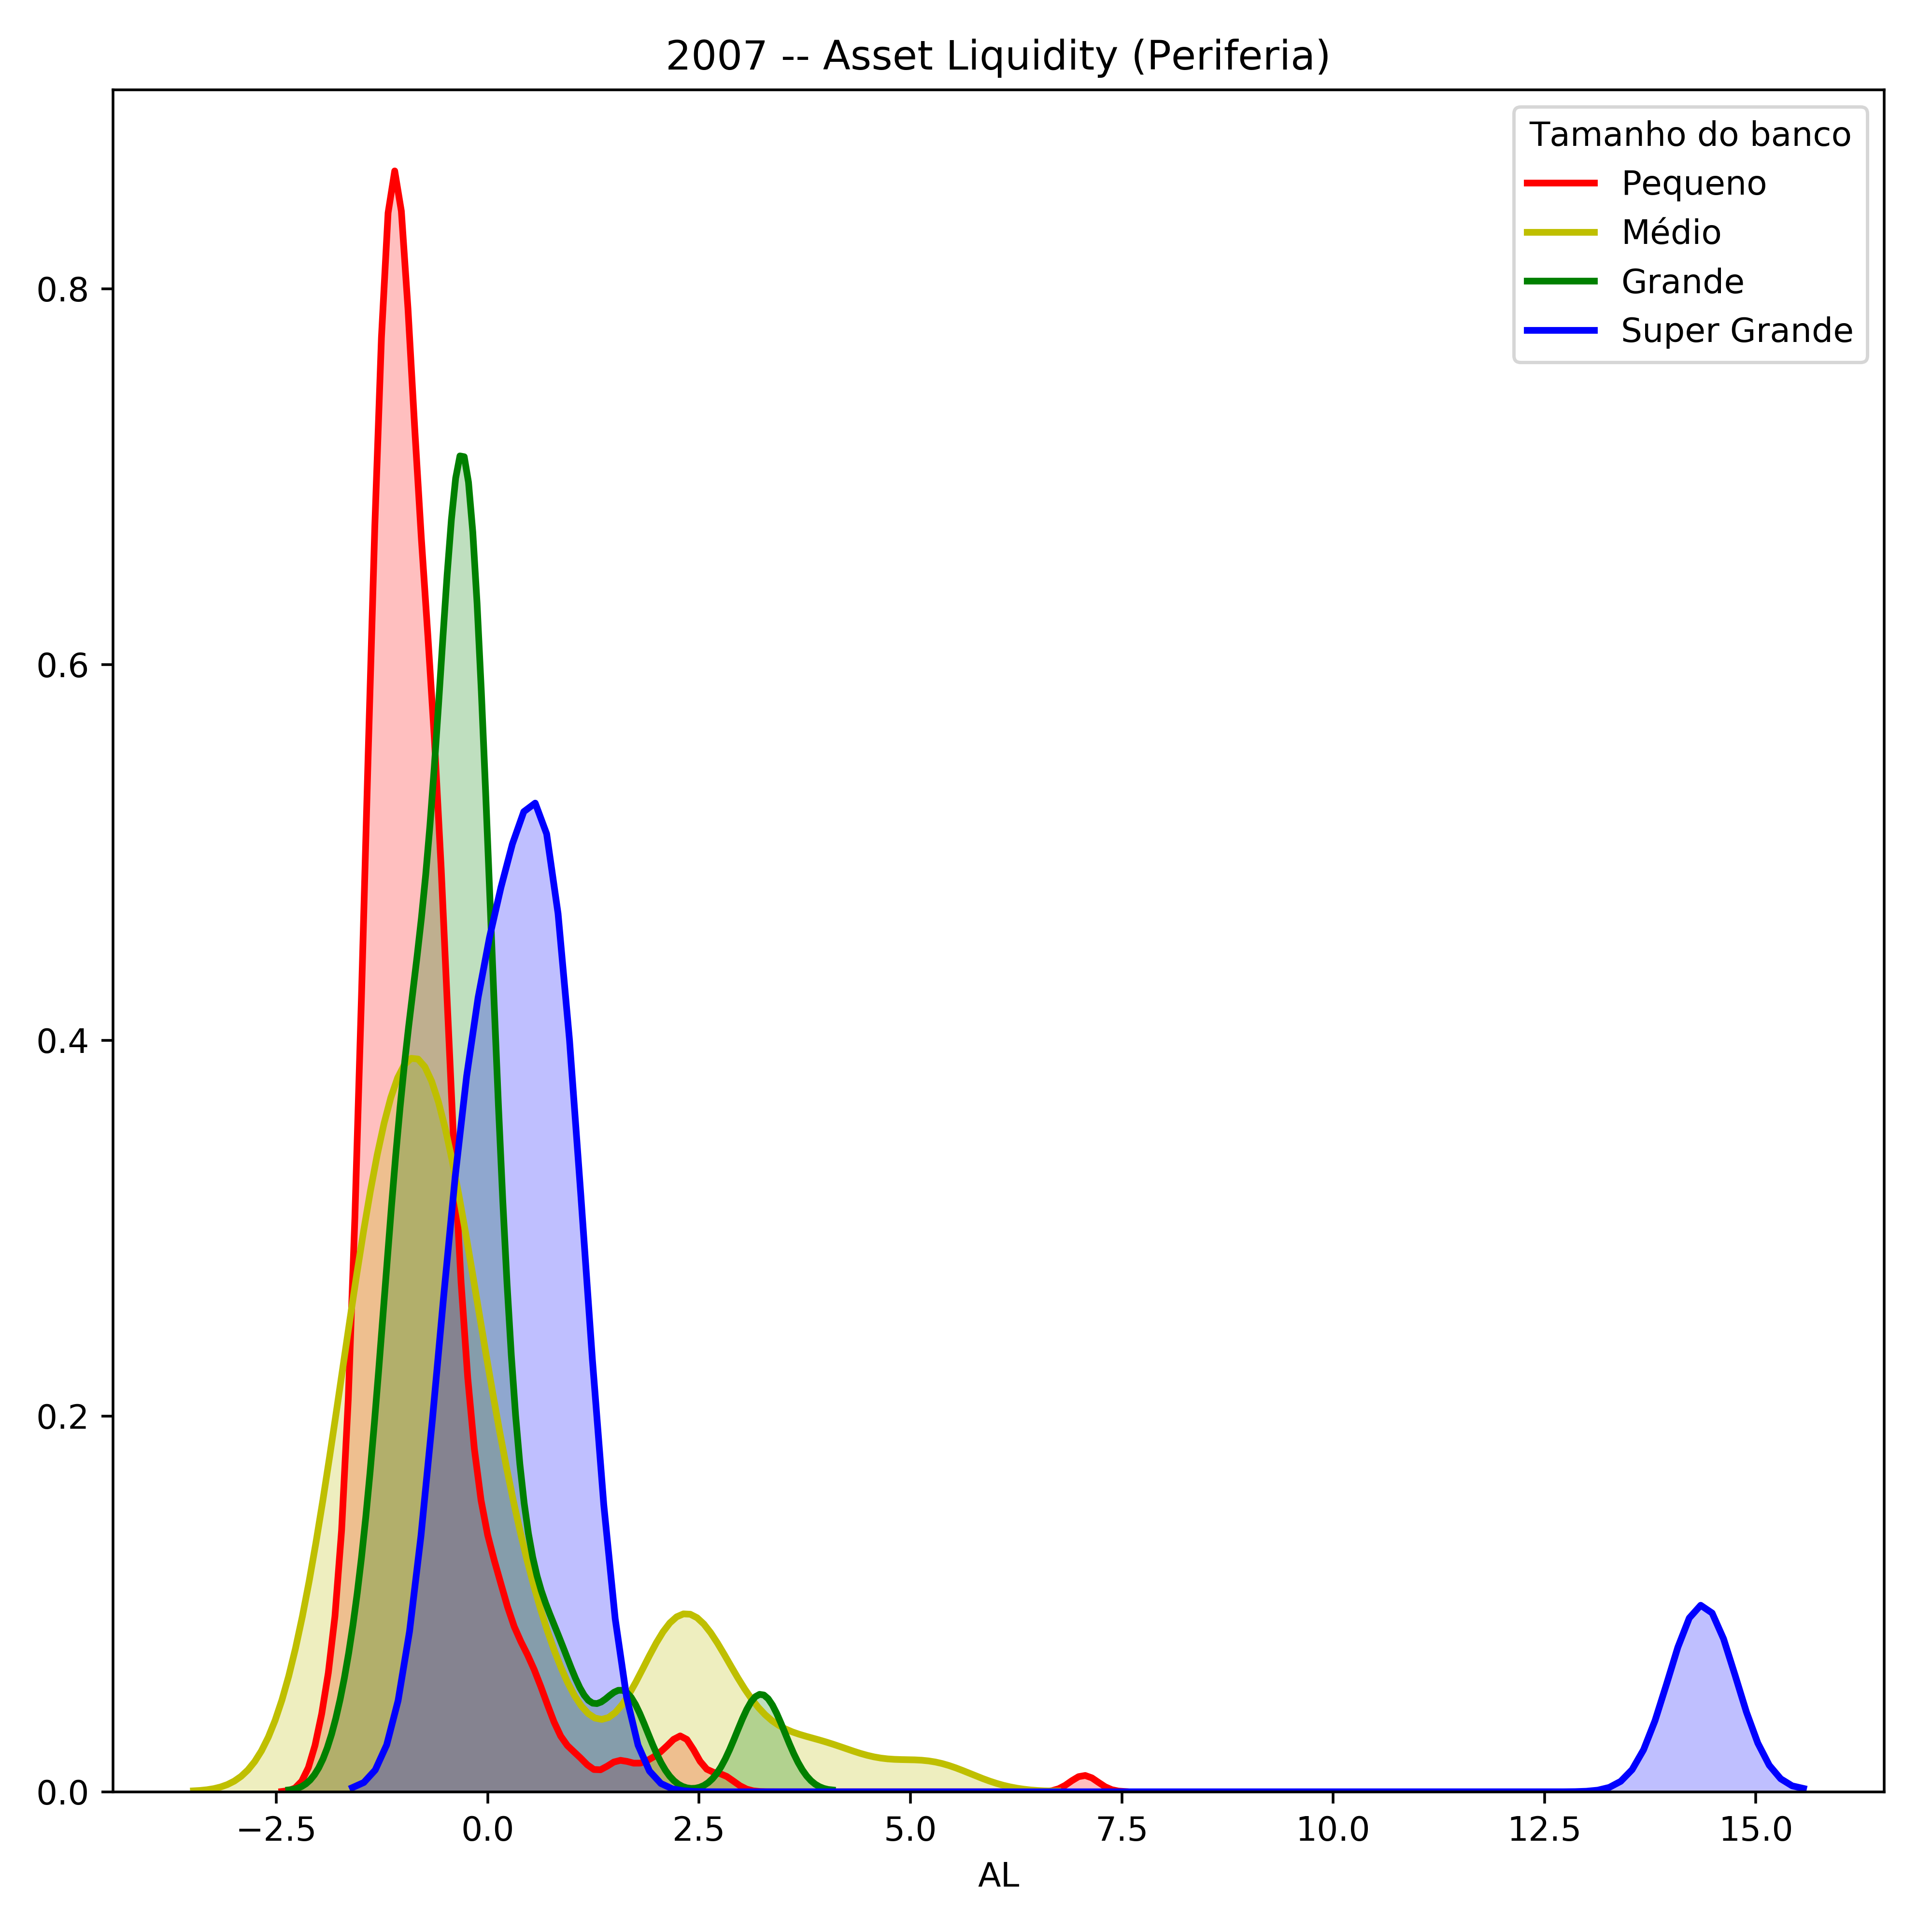 2007 -- Asset Liquidity (Periferia)
Tamanho do banco
Pequeno
Médio
Grande
Super Grande
0.8
0.6
0.4
0.2
0.0
−2.5 0.0 2.5 5.0 7.5 10.0 12.5 15.0
AL